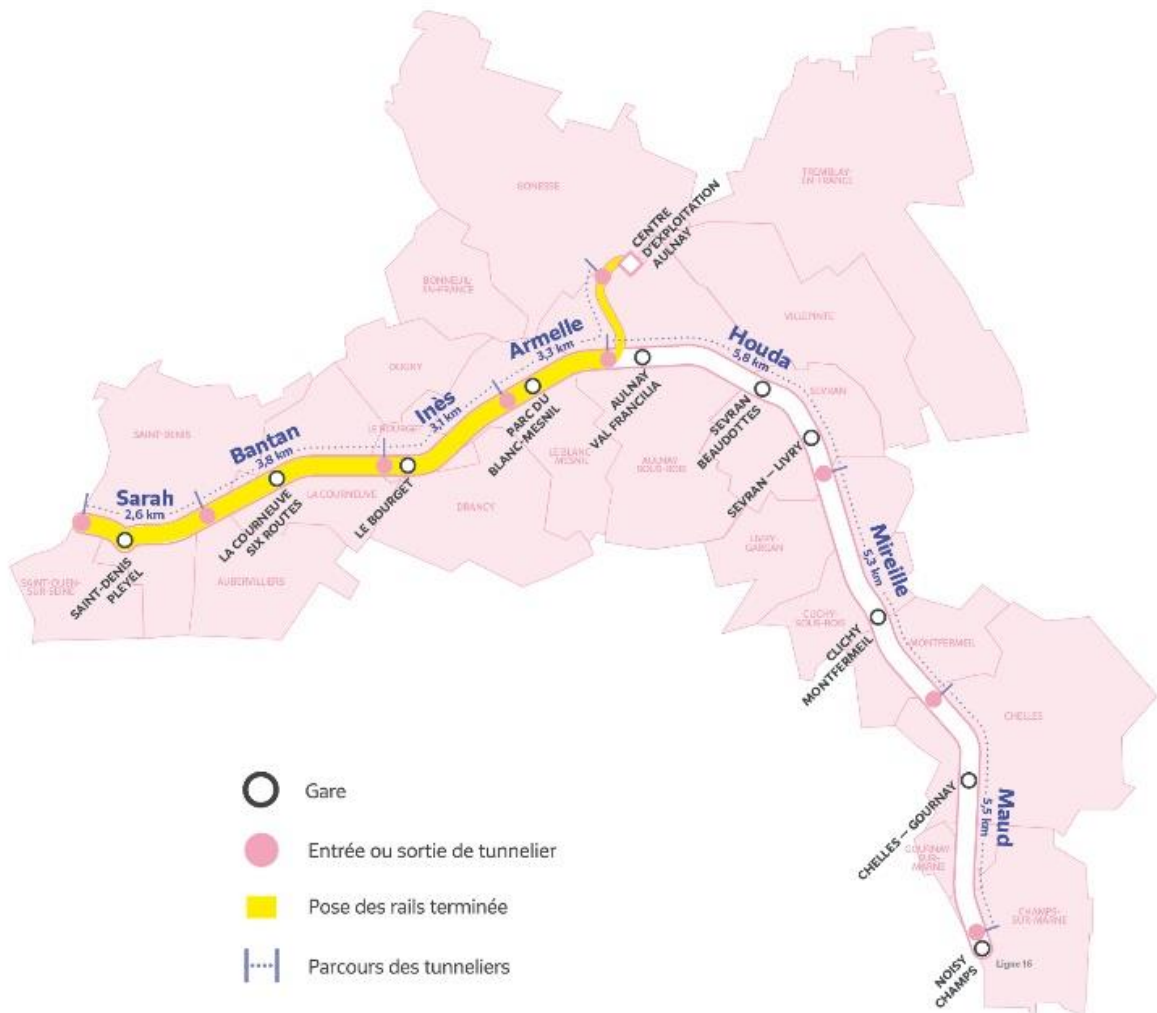 GONESSE
TREMBLAY-
EN-FRANCE
CENTRE
D'EXPLOITATION
AULNAY
BONNEUIL-
EN-FRANCE
VILLEPINTE
Armelle
3,3 km
Houda
5,8 km
DUGNY
SEVRAN
Inès
3,1 km
AULNAY
VAL FRANCILIA
SEVRAN
BEAUDOTTES
PARC DU
BLANC-MESNIL
SAINT-DENIS
LE BOURGET
Bantan
3,8 km
LE BLANC
MESNIL
AULNAY
SOUS-BOIS
SEVRAN – LIVRY
Sarah
2,6 km
LA COURNEUVE
SIX ROUTES
LA COURNEUVE
LE BOURGET
DRANCY
LIVRY-
GARGAN
Mireille
5,3 km
SAINT-OUEN-
SUR-SEINE
SAINT-DENIS
PLEYEL
AUBERVILLIERS
CLICHY-
SOUS-BOIS
CLICHY
MONTFERMEIL
MONTFERMEIL
CHELLES
CHELLES – GOURNAY
Maud
5,5 km
GOURNAY
SUR-
MARNE
CHAMPS-
SUR-MARNE
NOISY
CHAMPS
Ligne 16
Gare
Entrée ou sortie de tunnelier
Pose des rails terminée
Parcours des tunneliers